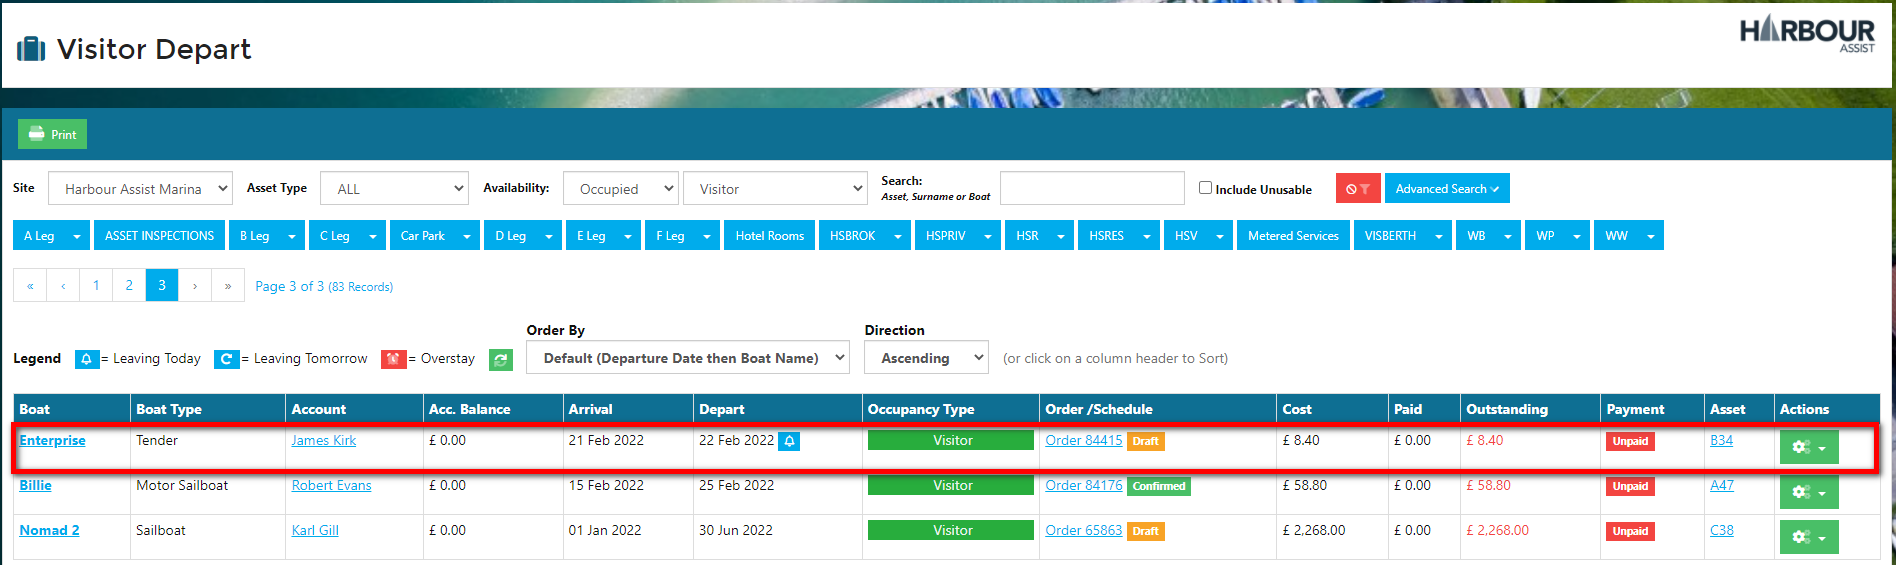 Visitor Depart
HARBOUR
ASSIST
Print
Site Harbour Assist Marina Asset Type ALL Availability: Occupied Visitor Search: Asset, Surname or Boat Include Unusable Advanced Search
A Leg ASSET INSPECTIONS B Leg C Leg Car Park D Leg E Leg F Leg Hotel Rooms HSBROK HSPRIV HSR HSRES HSV Metered Services VISBERTH WB WP WW
« ‹ 1 2 3 › » Page 3 of 3 (83 Records)
Order By Direction
Legend = Leaving Today = Leaving Tomorrow = Overstay Default (Departure Date then Boat Name) Ascending (or click on a column header to Sort)
Boat Boat Type Account Acc. Balance Arrival Depart Occupancy Type Order /Schedule Cost Paid Outstanding Payment Asset Actions
Enterprise Tender James Kirk £ 0.00 21 Feb 2022 22 Feb 2022 Visitor Order 84415 Draft £ 8.40 £ 0.00 £ 8.40 Unpaid B34
Billie Motor Sailboat Robert Evans £ 0.00 15 Feb 2022 25 Feb 2022 Visitor Order 84176 Confirmed £ 58.80 £ 0.00 £ 58.80 Unpaid A47
Nomad 2 Sailboat Karl Gill £ 0.00 01 Jan 2022 30 Jun 2022 Visitor Order 65863 Draft £ 2,268.00 £ 0.00 £ 2,268.00 Unpaid C38